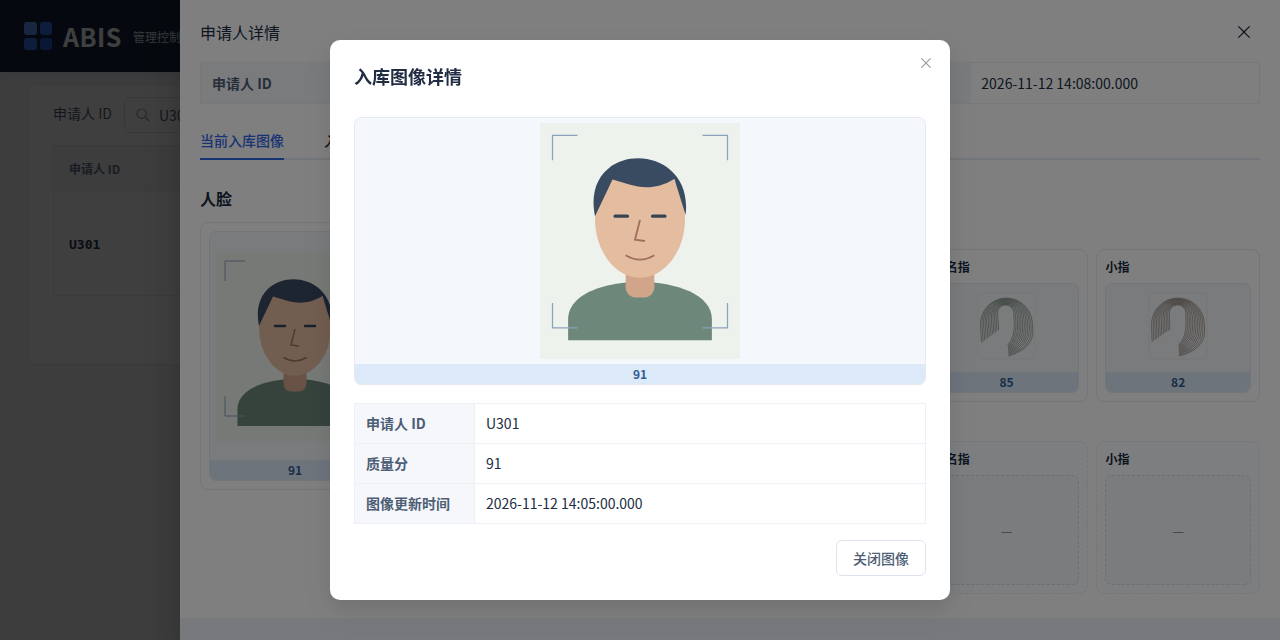 ABIS 管理控制
申请人详情
申请人 ID
2026-11-12 14:08:00.000
申请人 ID
U30
当前入库图像
申请人 ID
U301
人脸
91
名指
85
小指
82
名指
—
小指
—
入库图像详情
91
申请人 ID U301
质量分 91
图像更新时间 2026-11-12 14:05:00.000
关闭图像